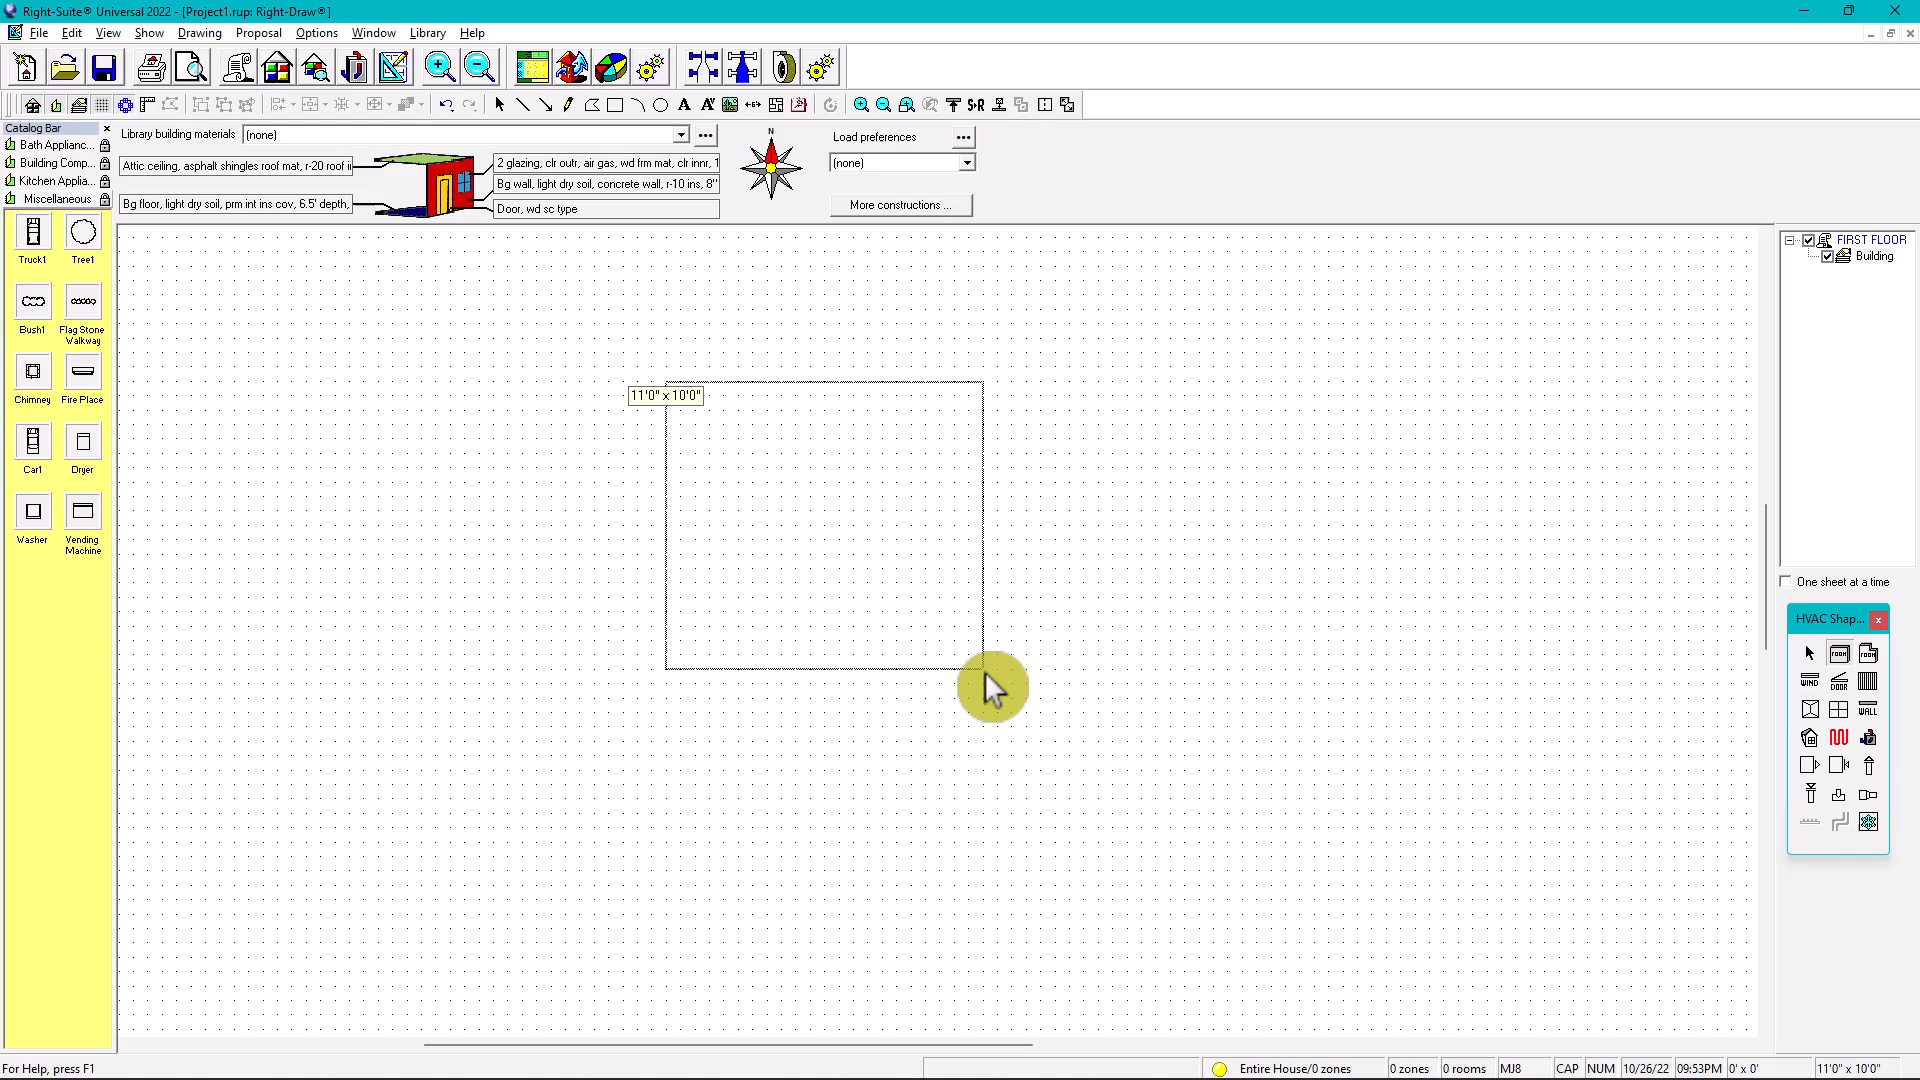 Right-Suite® Universal 2022 - [Project1.rup: Right-Draw®]
File Edit View Show Drawing Proposal Options Window Library Help
Catalog Bar
Bath Applianc...
Building Comp...
Kitchen Applia...
Miscellaneous
Library building materials (none)
Attic ceiling, asphalt shingles roof mat, r-20 roof i
2 glazing, clr outr, air gas, wd frm mat, clr innr, 1
Bg wall, light dry soil, concrete wall, r-10 ins, 8"
Bg floor, light dry soil, prm int ins cov, 6.5' depth,
Door, wd sc type
N
Load preferences
(none)
More constructions ...
Truck1 Tree1
Bush1 Flag Stone Walkway
Chimney Fire Place
Car1 Dryer
Washer Vending Machine
11'0" x 10'0"
FIRST FLOOR
Building
One sheet at a time
HVAC Shap...
ROOM ROOM
WIND DOOR
WALL
For Help, press F1
Entire House/0 zones 0 zones 0 rooms MJ8 CAP NUM 10/26/22 09:53PM 0' x 0' 11'0" x 10'0"